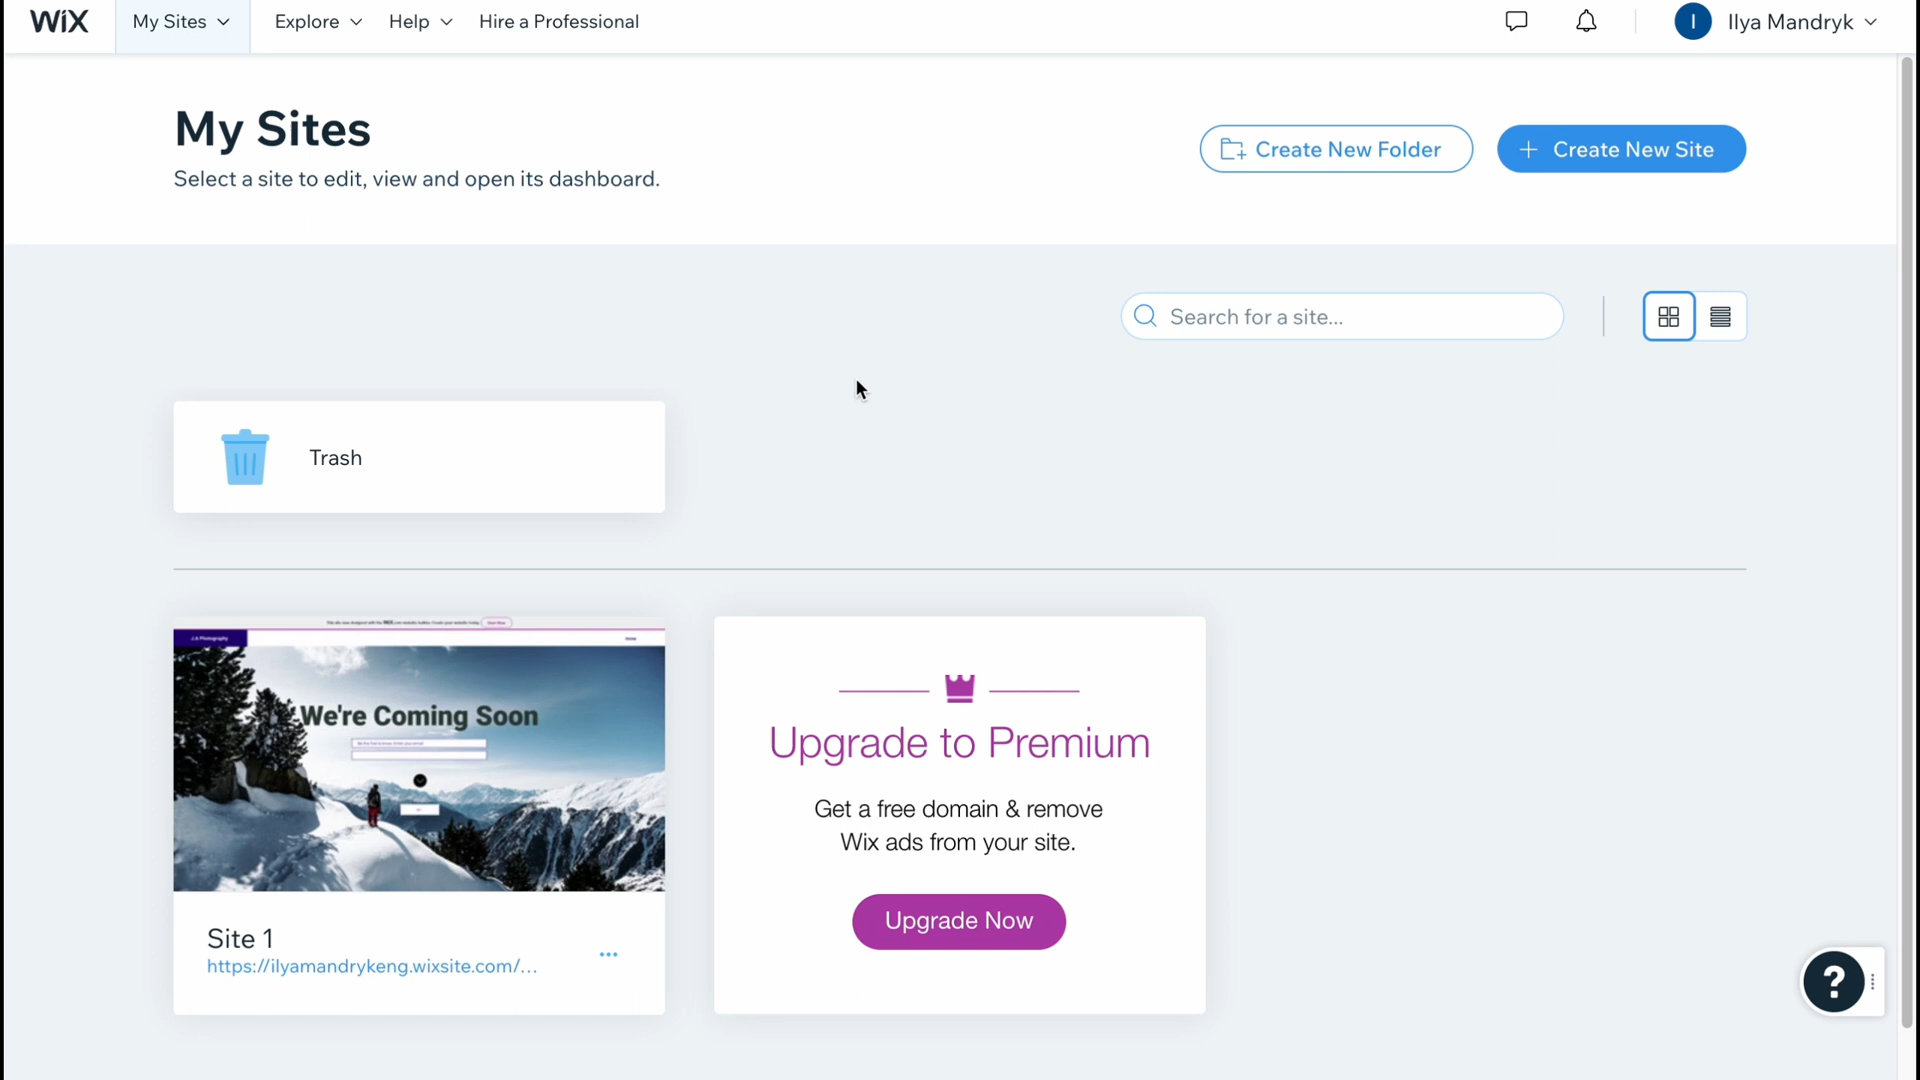 WiX
My Sites
Explore
Help
Hire a Professional
I
Ilya Mandryk
My Sites
Select a site to edit, view and open its dashboard.
Create New Folder
+ Create New Site
Search for a site...
Trash
J.A Photography
Home
We're Coming Soon
Site 1
https://ilyamandrykeng.wixsite.com/...
Upgrade to Premium
Get a free domain & remove
Wix ads from your site.
Upgrade Now
?